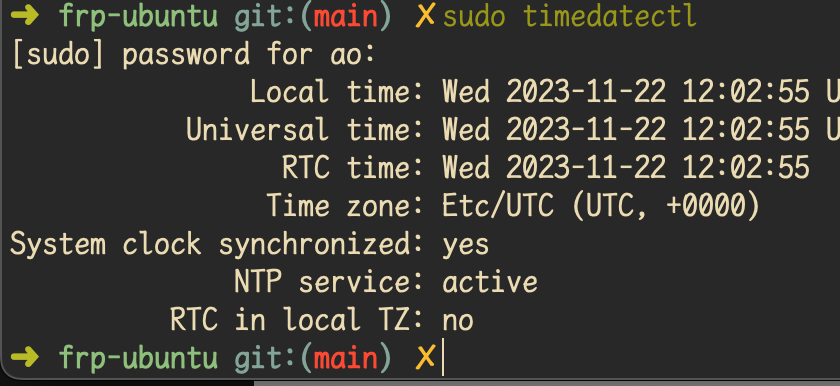 ➜ frp-ubuntu git:(main) ✗ sudo timedatectl
[sudo] password for ao:
Local time: Wed 2023-11-22 12:02:55 U
Universal time: Wed 2023-11-22 12:02:55 U
RTC time: Wed 2023-11-22 12:02:55
Time zone: Etc/UTC (UTC, +0000)
System clock synchronized: yes
NTP service: active
RTC in local TZ: no
➜ frp-ubuntu git:(main) ✗